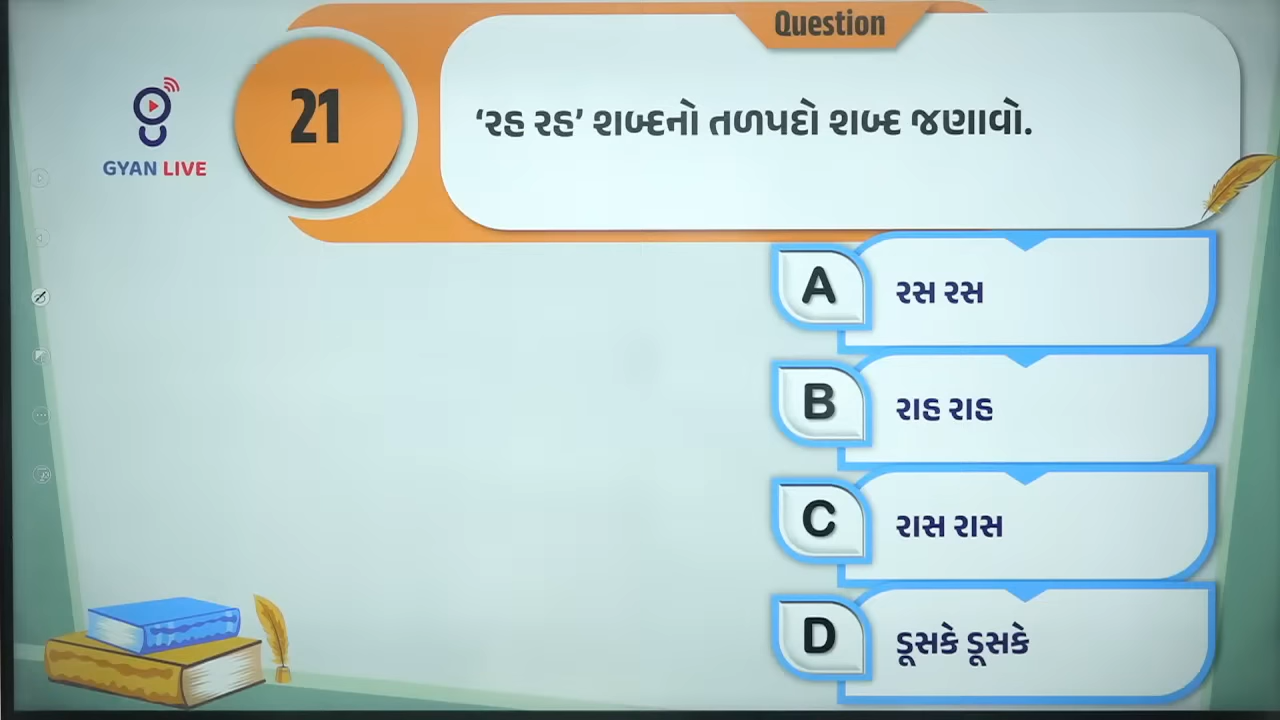 Question
21
‘રહ રહ’ શબ્દનો તળપદો શબ્દ જણાવો.
GYAN LIVE
A
રસ રસ
B
રાહ રાહ
C
રાસ રાસ
D
ડૂસકે ડૂસકે